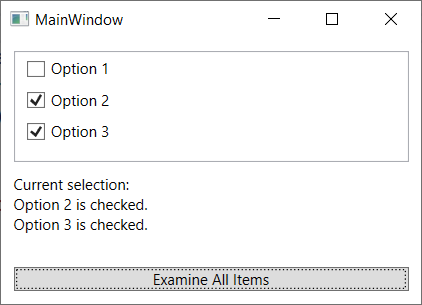 MainWindow
Option 1
Option 2
Option 3
Current selection:
Option 2 is checked.
Option 3 is checked.
Examine All Items